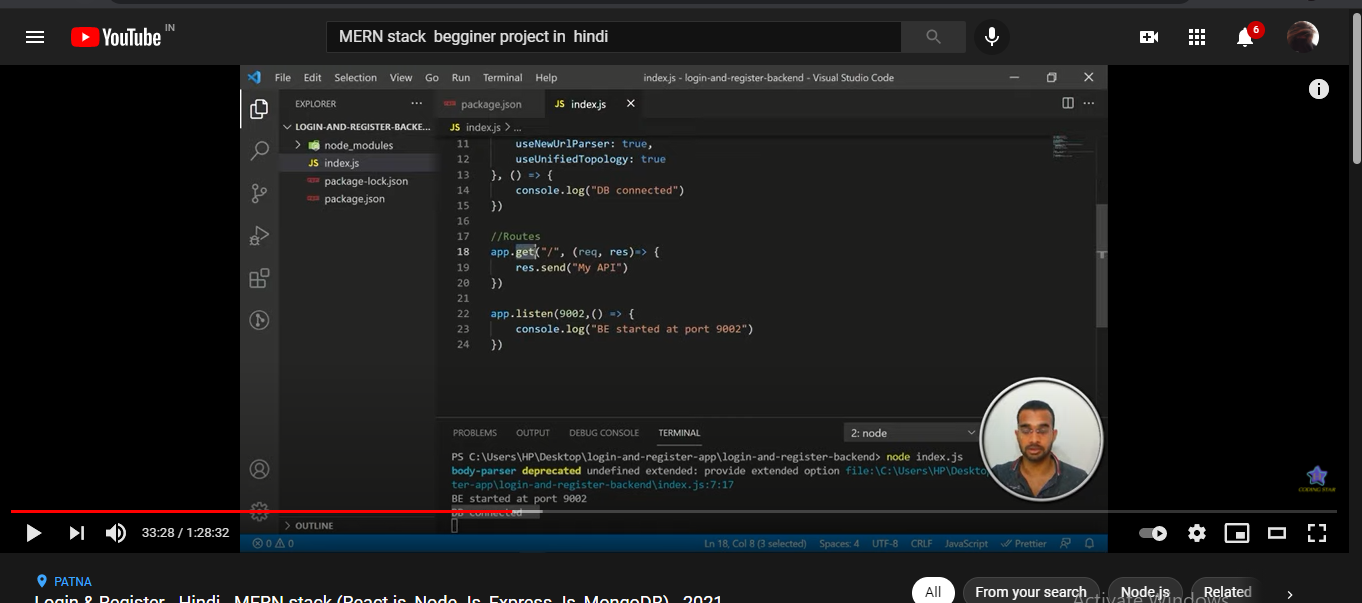 YouTube IN
MERN stack  begginer project in  hindi
6
File Edit Selection View Go Run Terminal Help
index.js - login-and-register-backend - Visual Studio Code
EXPLORER
LOGIN-AND-REGISTER-BACKE...
node_modules
JS index.js
package-lock.json
package.json
OUTLINE
package.json
JS index.js
JS index.js > ...
11 useNewUrlParser: true,
12 useUnifiedTopology: true
13 }, () => {
14 console.log("DB connected")
15 })
16
17 //Routes
18 app.get("/", (req, res)=> {
19 res.send("My API")
20 })
21
22 app.listen(9002,() => {
23 console.log("BE started at port 9002")
24 })
PROBLEMS OUTPUT DEBUG CONSOLE TERMINAL
2: node
PS C:\Users\HP\Desktop\login-and-register-app\login-and-register-backend> node index.js
body-parser deprecated undefined extended: provide extended option file:\C:\Users\HP\Deskto
ter-app\login-and-register-backend\index.js:7:17
BE started at port 9002
DB connected
CODING STAR
33:28 / 1:28:32
0 0
Ln 18, Col 8 (3 selected) Spaces: 4 UTF-8 CRLF JavaScript Prettier
PATNA
Login & Register - Hindi - MERN stack (React.js, Node.Js, Express.Js, MongoDB) - 2021
All From your search Node.js Related
Activate Windows